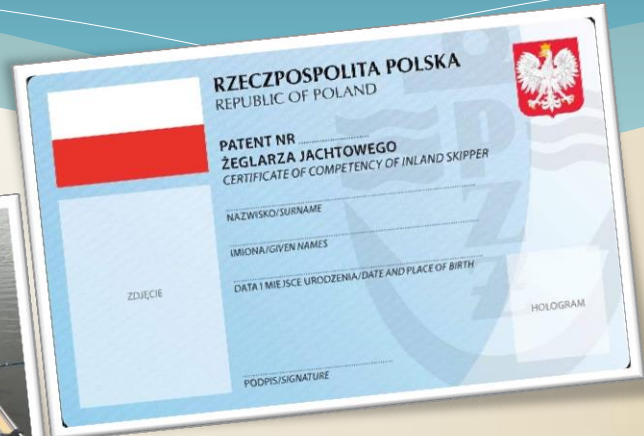 RZECZPOSPOLITA POLSKA
REPUBLIC OF POLAND
PATENT NR
ŻEGLARZA JACHTOWEGO
CERTIFICATE OF COMPETENCY OF INLAND SKIPPER
NAZWISKO/SURNAME
IMIONA/GIVEN NAMES
DATA I MIEJSCE URODZENIA/DATE AND PLACE OF BIRTH
ZDJĘCIE
HOLOGRAM
PODPIS/SIGNATURE
PZŻ